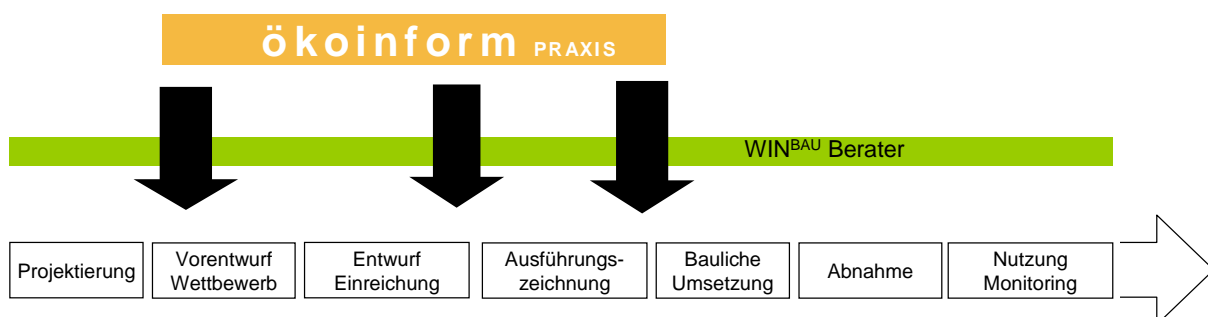 ökoinform PRAXIS
WINBAU Berater
Projektierung
Vorentwurf
Wettbewerb
Entwurf
Einreichung
Ausführungs-
zeichnung
Bauliche
Umsetzung
Abnahme
Nutzung
Monitoring